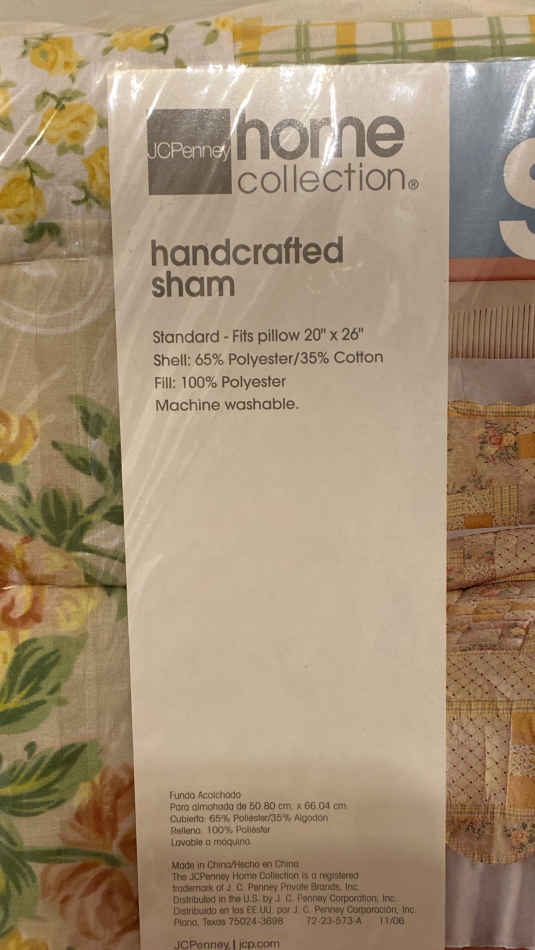 JCPenney home
collection®
S
handcrafted
sham
Standard - Fits pillow 20" x 26"
Shell: 65% Polyester/35% Cotton
Fill: 100% Polyester
Machine washable.
Funda Acolchado
Para almohada de 50.80 cm. x 66.04 cm.
Cubierta: 65% Poliéster/35% Algodón
Relleno: 100% Poliéster
Lavable a máquina.
Made in China/Hecho en China
The JCPenney Home Collection is a registered
trademark of J. C. Penney Private Brands, Inc.
Distributed in the U.S. by J. C. Penney Corporation, Inc.
Distribuido en los EE.UU. por J. C. Penney Corporación, Inc.
Plano, Texas 75024-3698 72-23-573-A 11/06
JCPenney | jcp.com